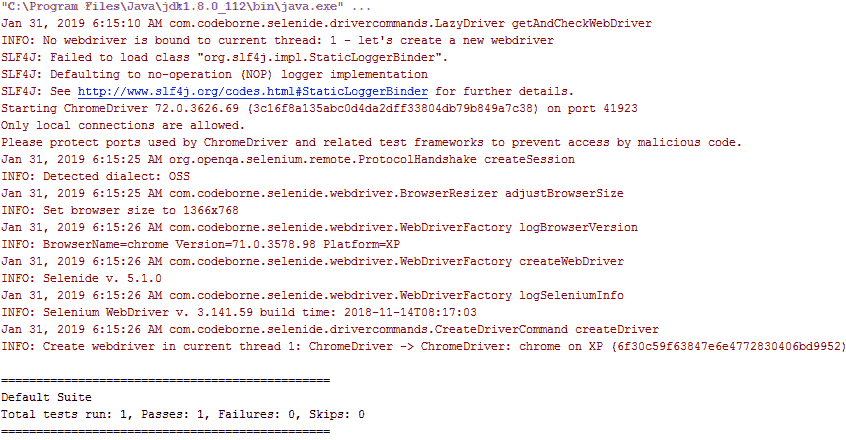 "C:\Program Files\Java\jdk1.8.0_112\bin\java.exe" ...
Jan 31, 2019 6:15:10 AM com.codeborne.selenide.drivercommands.LazyDriver getAndCheckWebDriver
INFO: No webdriver is bound to current thread: 1 - let's create a new webdriver
SLF4J: Failed to load class "org.slf4j.impl.StaticLoggerBinder".
SLF4J: Defaulting to no-operation (NOP) logger implementation
SLF4J: See http://www.slf4j.org/codes.html#StaticLoggerBinder for further details.
Starting ChromeDriver 72.0.3626.69 (3c16f8a135abc0d4da2dff33804db79b849a7c38) on port 41923
Only local connections are allowed.
Please protect ports used by ChromeDriver and related test frameworks to prevent access by malicious code.
Jan 31, 2019 6:15:25 AM org.openqa.selenium.remote.ProtocolHandshake createSession
INFO: Detected dialect: OSS
Jan 31, 2019 6:15:25 AM com.codeborne.selenide.webdriver.BrowserResizer adjustBrowserSize
INFO: Set browser size to 1366x768
Jan 31, 2019 6:15:26 AM com.codeborne.selenide.webdriver.WebDriverFactory logBrowserVersion
INFO: BrowserName=chrome Version=71.0.3578.98 Platform=XP
Jan 31, 2019 6:15:26 AM com.codeborne.selenide.webdriver.WebDriverFactory createWebDriver
INFO: Selenide v. 5.1.0
Jan 31, 2019 6:15:26 AM com.codeborne.selenide.webdriver.WebDriverFactory logSeleniumInfo
INFO: Selenium WebDriver v. 3.141.59 build time: 2018-11-14T08:17:03
Jan 31, 2019 6:15:26 AM com.codeborne.selenide.drivercommands.CreateDriverCommand createDriver
INFO: Create webdriver in current thread 1: ChromeDriver -> ChromeDriver: chrome on XP (6f30c59f63847e6e4772830406bd9952)
===============================================
Default Suite
Total tests run: 1, Passes: 1, Failures: 0, Skips: 0
===============================================